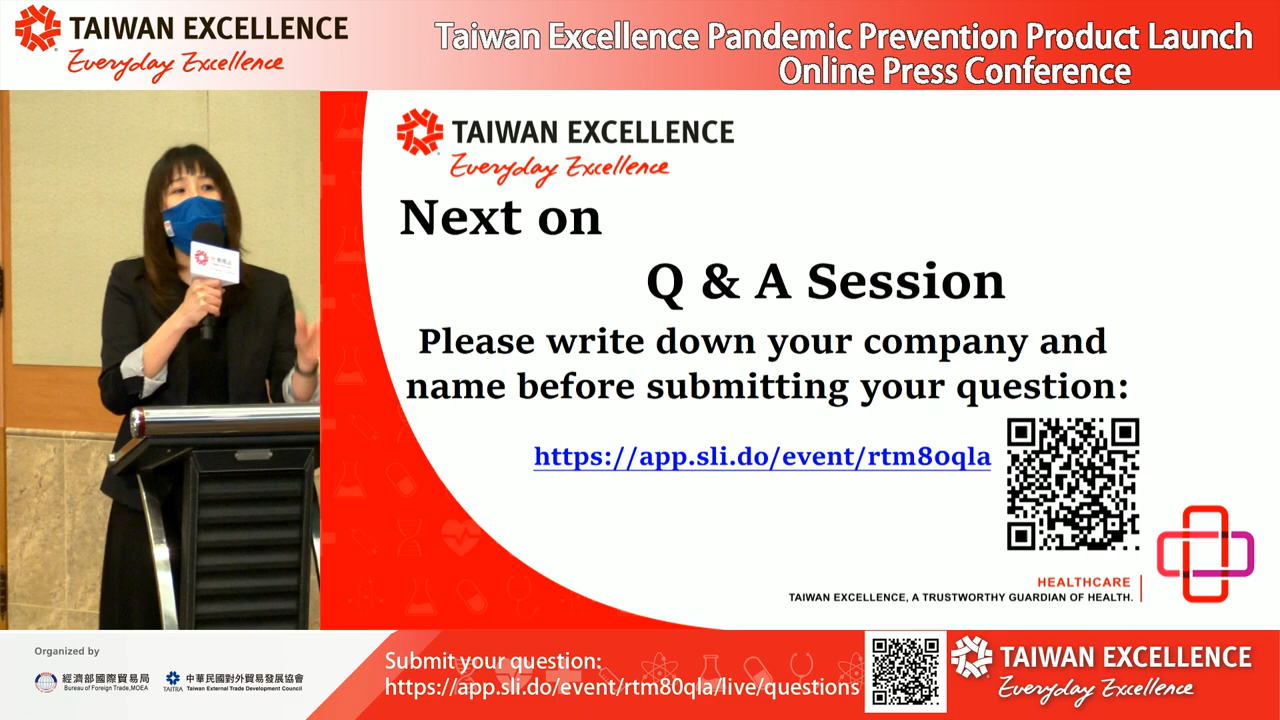 TAIWAN EXCELLENCE
Everyday Excellence
Taiwan Excellence Pandemic Prevention Product Launch
Online Press Conference
TAIWAN EXCELLENCE
Everyday Excellence
Next on
Q & A Session
Please write down your company and
name before submitting your question:
https://app.sli.do/event/rtm80qla
HEALTHCARE
TAIWAN EXCELLENCE, A TRUSTWORTHY GUARDIAN OF HEALTH.
Organized by
經濟部國際貿易局
Bureau of Foreign Trade,MOEA
TAITRA
中華民國對外貿易發展協會
Taiwan External Trade Development Council
Submit your question:
https://app.sli.do/event/rtm80qla/live/questions
TAIWAN EXCELLENCE
Everyday Excellence